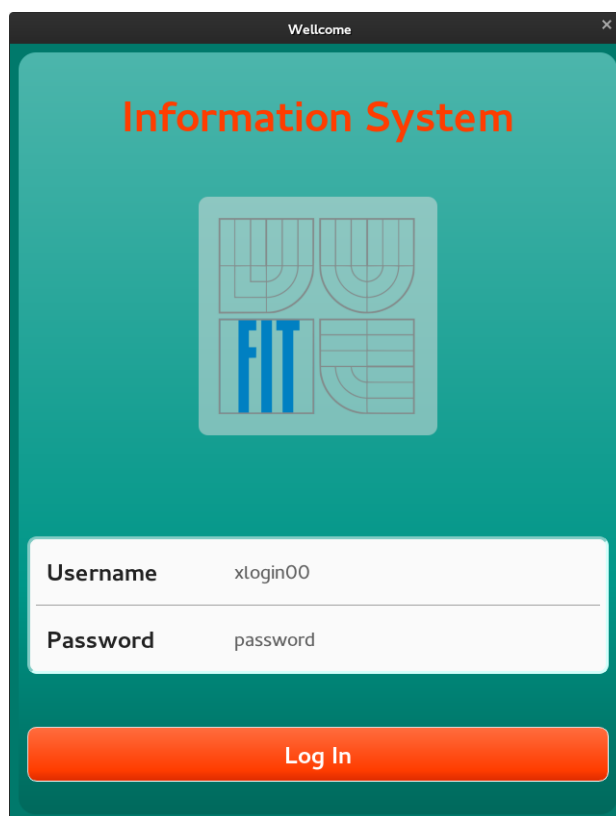 Wellcome
Information System
FIT
Username xlogin00
Password password
Log In